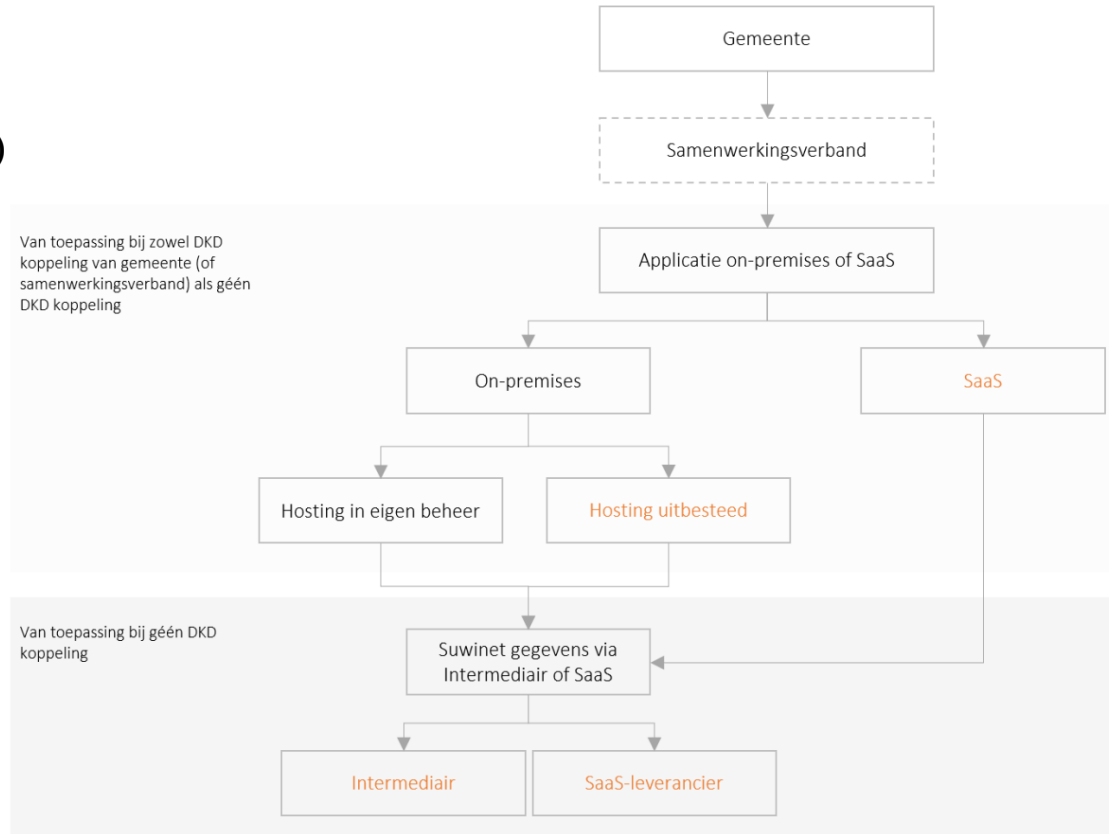 Gemeente
)
Samenwerkingsverband
Van toepassing bij zowel DKD
koppeling van gemeente (of
samenwerkingsverband) als géén
DKD koppeling
Applicatie on-premises of SaaS
On-premises
SaaS
Hosting in eigen beheer
Hosting uitbesteed
Van toepassing bij géén DKD
koppeling
Suwinet gegevens via
Intermediair of SaaS
Intermediair
SaaS-leverancier